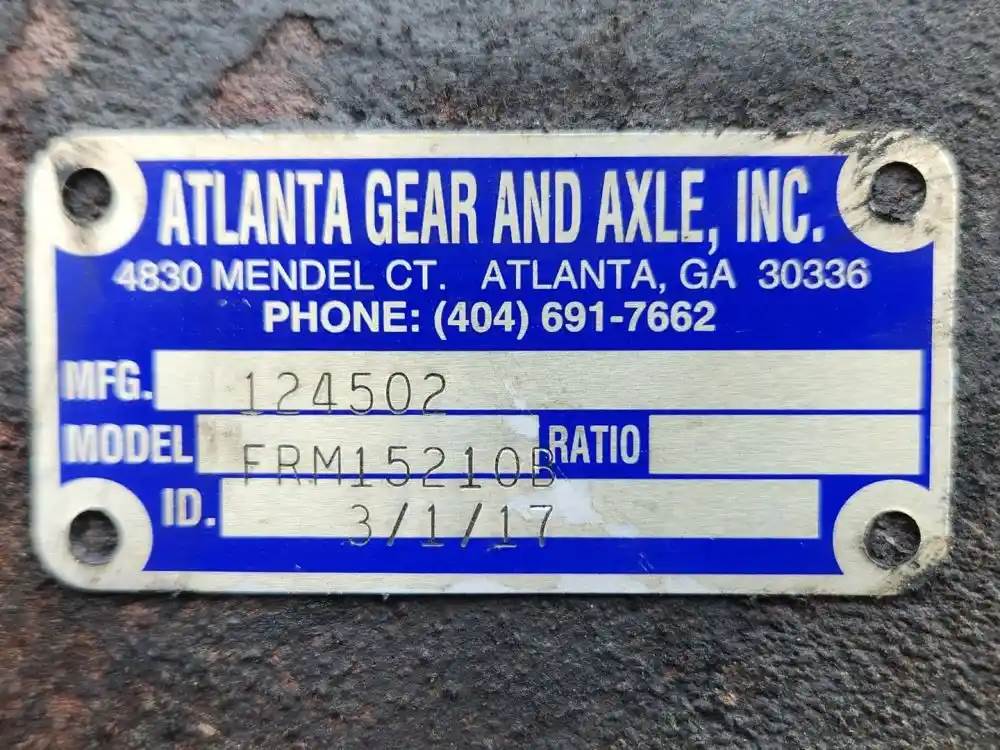 ATLANTA GEAR AND AXLE, INC.
4830 MENDEL CT. ATLANTA, GA 30336
PHONE: (404) 691-7662
MFG. 124502
MODEL FRM15210B RATIO
ID. 3/1/17